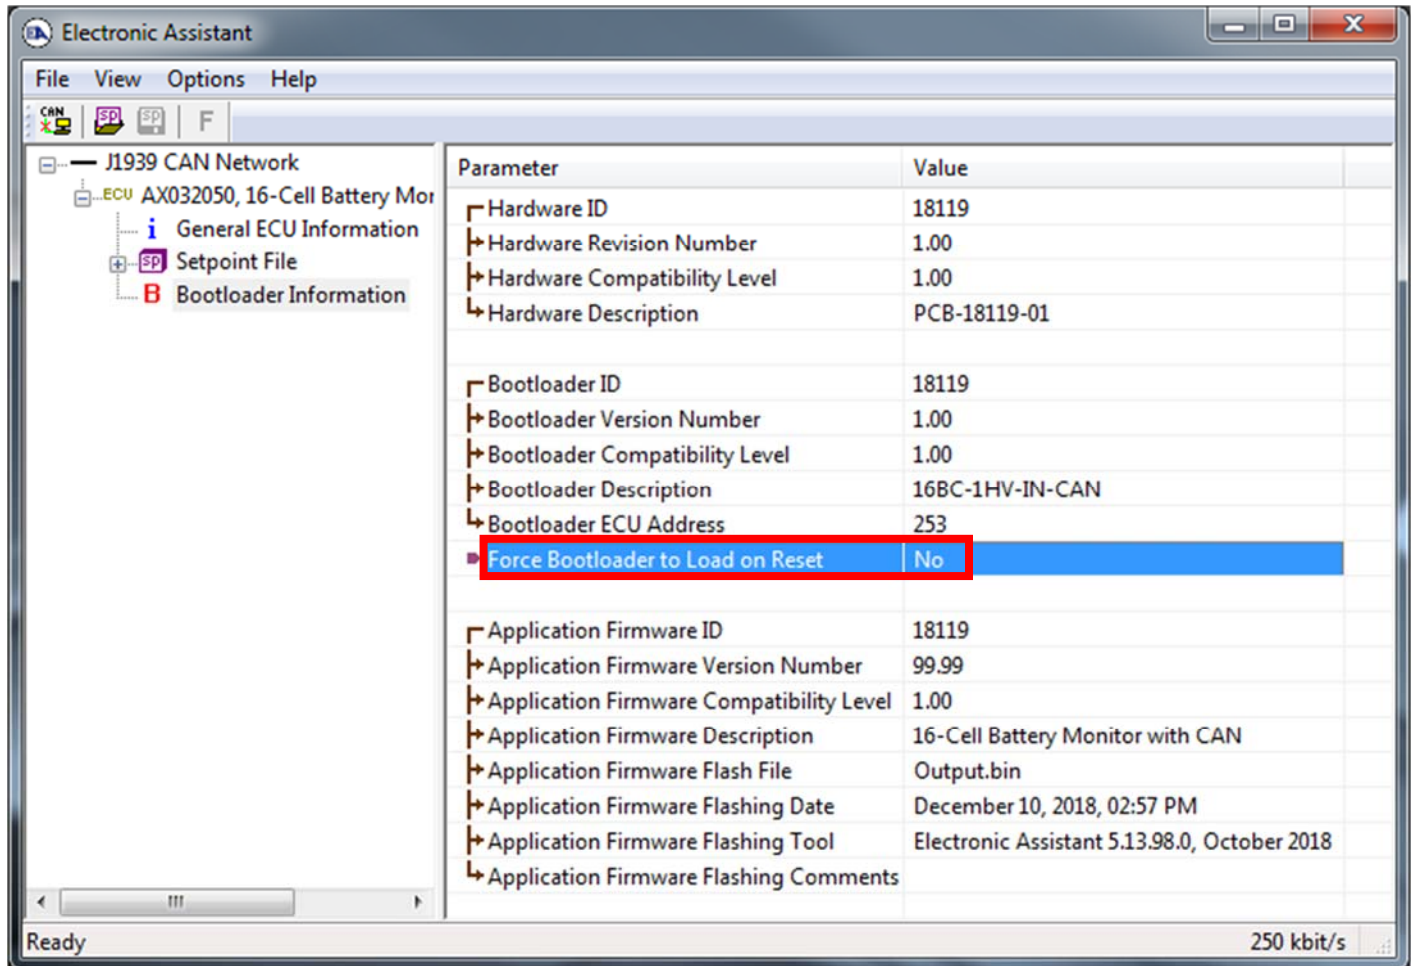 Electronic Assistant
File View Options Help
CAN SP SP F
J1939 CAN Network
ECU AX032050, 16-Cell Battery Mor
i General ECU Information
SP Setpoint File
B Bootloader Information
Parameter Value
Hardware ID 18119
Hardware Revision Number 1.00
Hardware Compatibility Level 1.00
Hardware Description PCB-18119-01
Bootloader ID 18119
Bootloader Version Number 1.00
Bootloader Compatibility Level 1.00
Bootloader Description 16BC-1HV-IN-CAN
Bootloader ECU Address 253
Force Bootloader to Load on Reset No
Application Firmware ID 18119
Application Firmware Version Number 99.99
Application Firmware Compatibility Level 1.00
Application Firmware Description 16-Cell Battery Monitor with CAN
Application Firmware Flash File Output.bin
Application Firmware Flashing Date December 10, 2018, 02:57 PM
Application Firmware Flashing Tool Electronic Assistant 5.13.98.0, October 2018
Application Firmware Flashing Comments
Ready 250 kbit/s